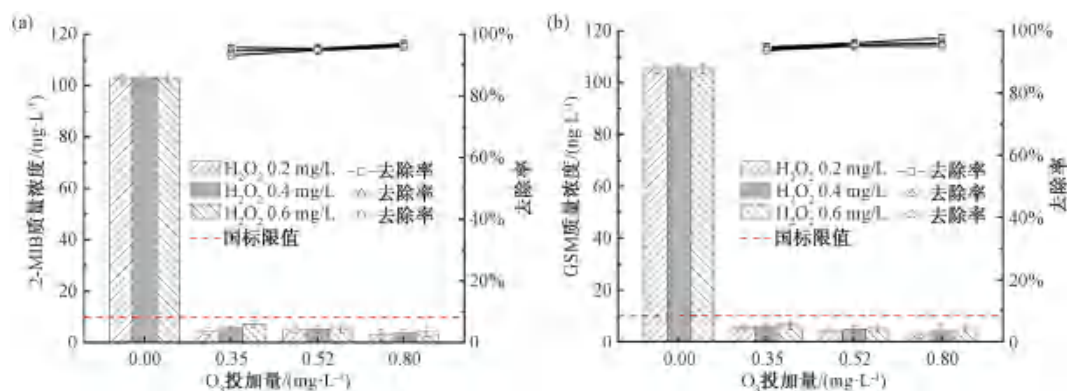 (a)
120
100
80
60
40
20
0
2-MIB质量浓度/(ng·L⁻¹)
100%
80%
60%
40%
20%
0
去除率
H₂O₂ 0.2 mg/L 去除率
H₂O₂ 0.4 mg/L 去除率
H₂O₂ 0.6 mg/L 去除率
国标限值
0.00 0.35 0.52 0.80
O₃投加量/(mg·L⁻¹)
(b)
120
100
80
60
40
20
0
GSM质量浓度/(ng·L⁻¹)
100%
80%
60%
40%
20%
0
去除率
H₂O₂ 0.2 mg/L 去除率
H₂O₂ 0.4 mg/L 去除率
H₂O₂ 0.6 mg/L 去除率
国标限值
0.00 0.35 0.52 0.80
O₃投加量/(mg·L⁻¹)